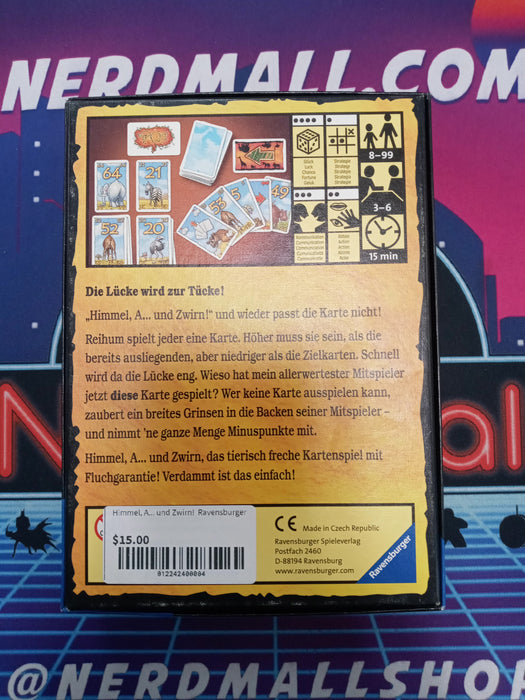 NERDMALL.COM
64
21
52
20
56
5
49
8–99
3–6
15 min
Glück
Luck
Chance
Fortuna
Geluk
Strategie
Strategy
Stratégie
Strategia
Strategie
Kommunikation
Communication
Communication
Comunicazione
Communicatie
Aktion
Action
Action
Azione
Actie
Die Lücke wird zur Tücke!
„Himmel, A... und Zwirn!“ und wieder passt die Karte nicht!
Reihum spielt jeder eine Karte. Höher muss sie sein, als die
bereits ausliegenden, aber niedriger als die Zielkarten. Schnell
wird da die Lücke eng. Wieso hat mein allerwertester Mitspieler
jetzt diese Karte gespielt? Wer keine Karte ausspielen kann,
zaubert ein breites Grinsen in die Backen seiner Mitspieler –
und nimmt 'ne ganze Menge Minuspunkte mit.
Himmel, A... und Zwirn, das tierisch freche Kartenspiel mit
Fluchgarantie! Verdammt ist das einfach!
Himmel, A... und Zwirn! Ravensburger
$15.00
012242400804
CE Made in Czech Republic
Ravensburger Spieleverlag
Postfach 2460
D-88194 Ravensburg
www.ravensburger.com
Ravensburger
@NERDMALLSHO